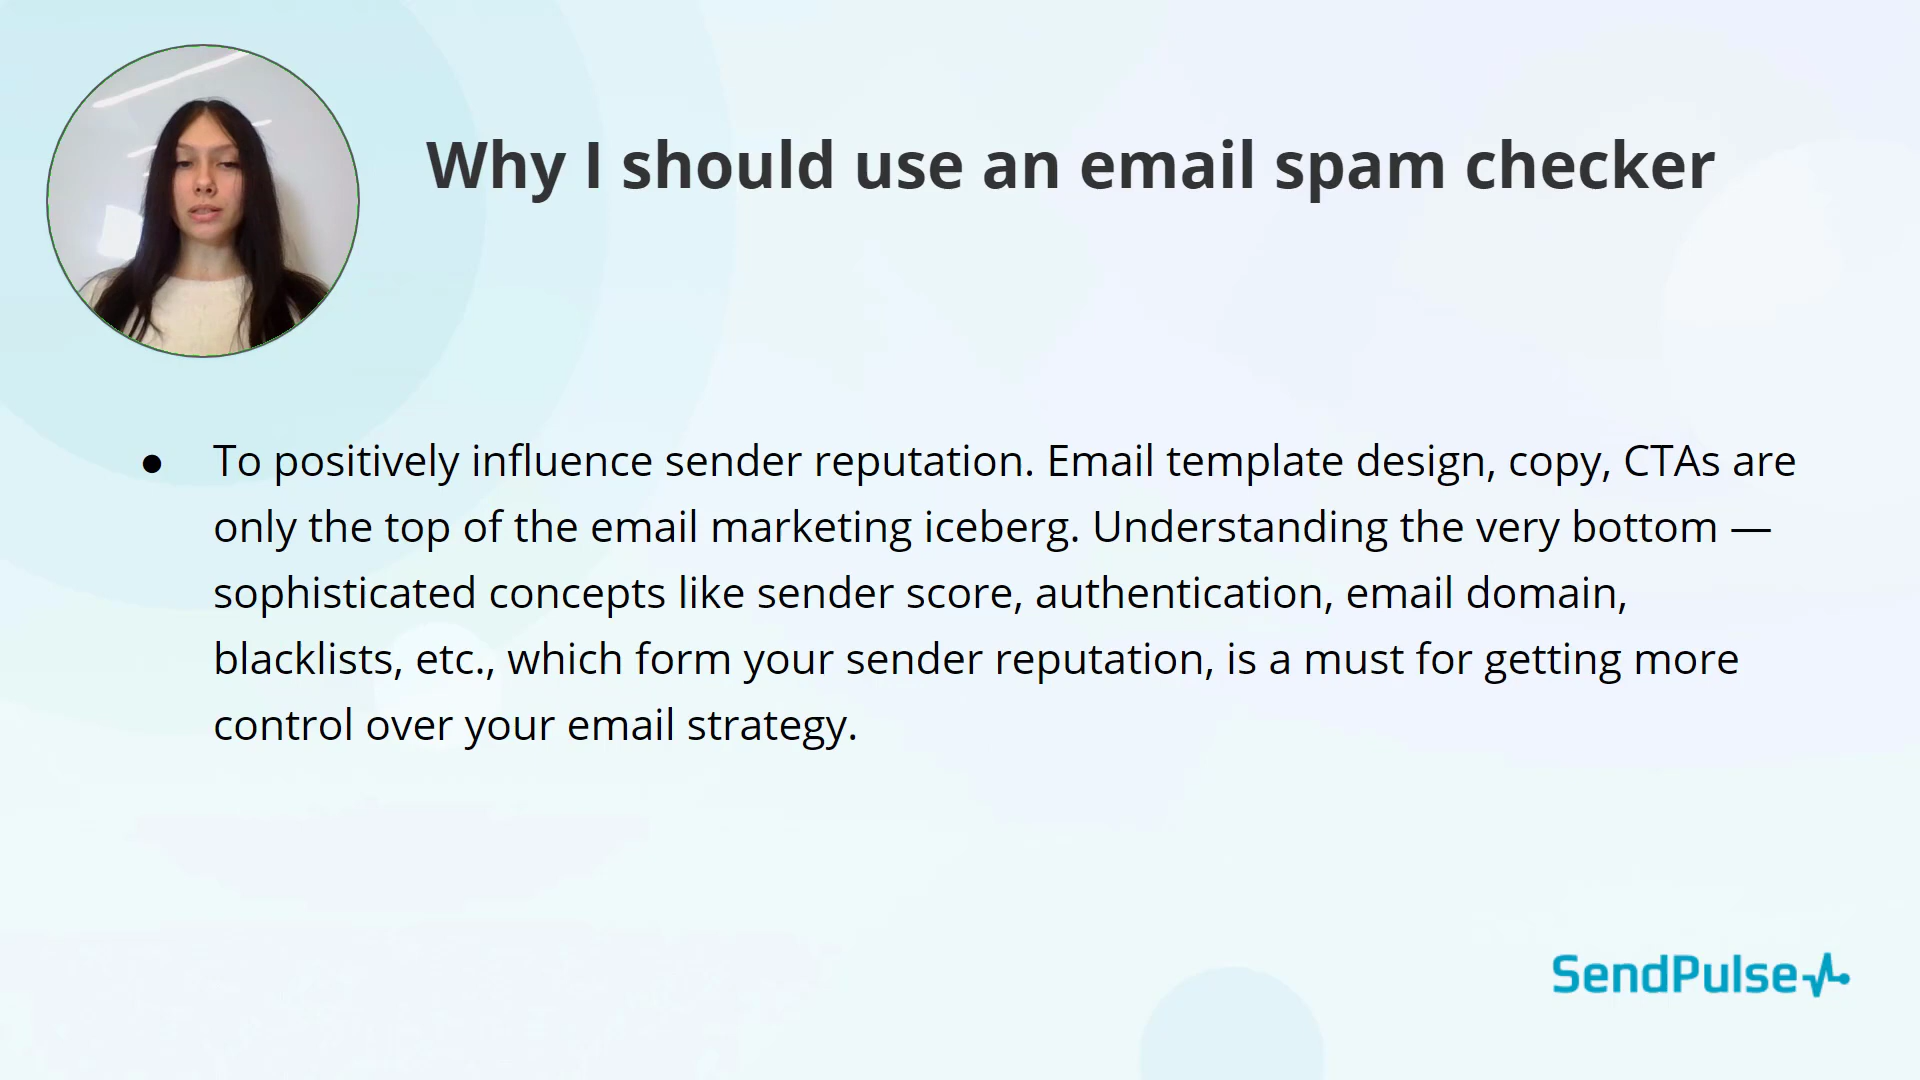 Why I should use an email spam checker
● To positively influence sender reputation. Email template design, copy, CTAs are
only the top of the email marketing iceberg. Understanding the very bottom —
sophisticated concepts like sender score, authentication, email domain,
blacklists, etc., which form your sender reputation, is a must for getting more
control over your email strategy.
SendPulse